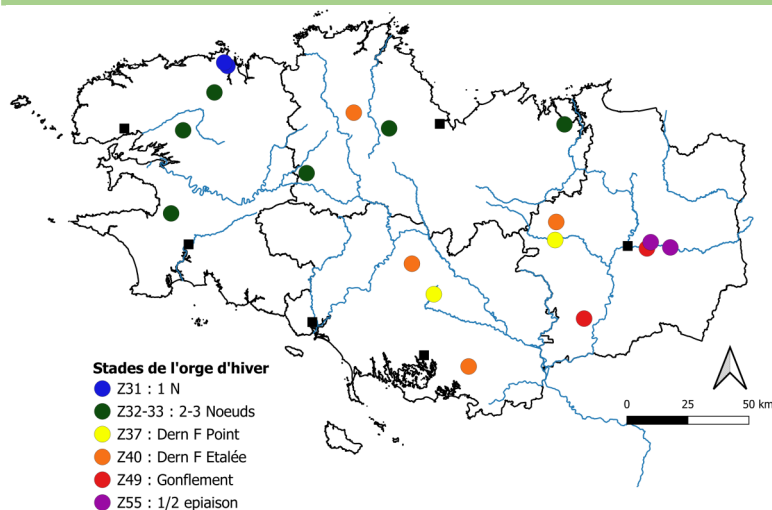 Stades de l'orge d'hiver
Z31 : 1 N
Z32-33 : 2-3 Noeuds
Z37 : Dern F Point
Z40 : Dern F Etalée
Z49 : Gonflement
Z55 : 1/2 epiaison
0 25 50 km